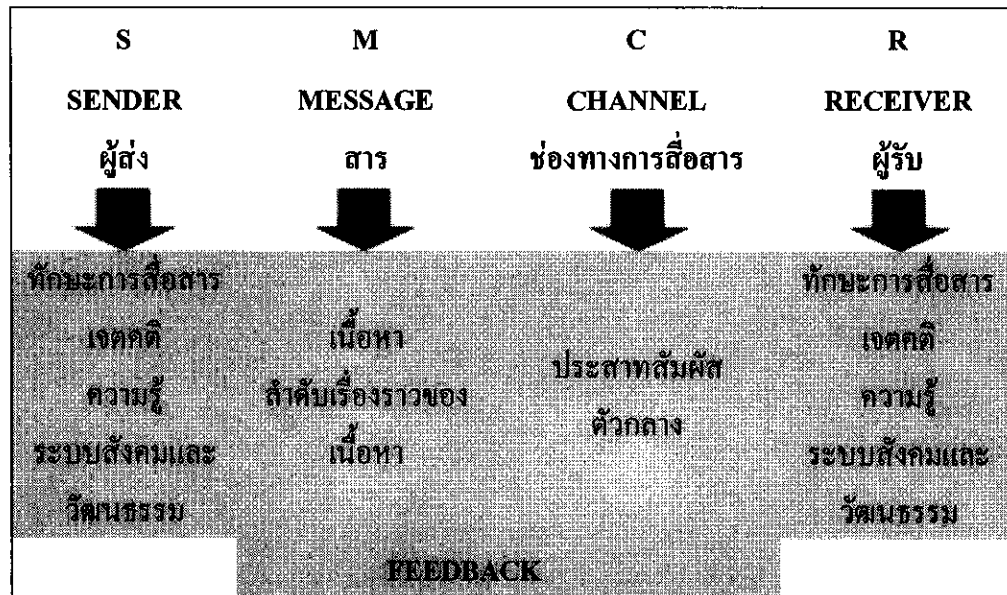 S M C R
SENDER MESSAGE CHANNEL RECEIVER
ผู้ส่ง สาร ช่องทางการสื่อสาร ผู้รับ
ทักษะการสื่อสาร ทักษะการสื่อสาร
เจตคติ เนื้อหา เจตคติ
ประสาทสัมผัส
ความรู้ ลำดับเรื่องราวของ ความรู้
ตัวกลาง
ระบบสังคมและ เนื้อหา ระบบสังคมและ
วัฒนธรรม วัฒนธรรม
FEEDBACK